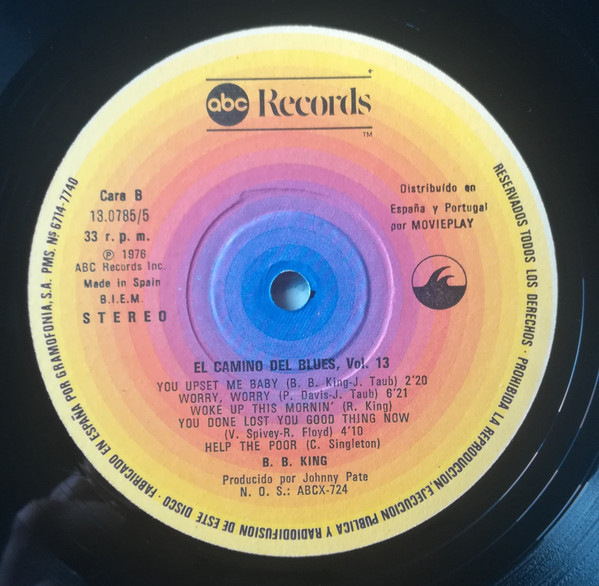 abc Records
TM
Cara B
13.0785/5
33 r. p. m.
℗ 1976
ABC Records Inc.
Made in Spain
B.I.E.M.
STEREO
Distribuído en
España y Portugal
por MOVIEPLAY
EL CAMINO DEL BLUES, Vol. 13
YOU UPSET ME BABY (B. B. King-J. Taub) 2'20
WORRY, WORRY (P. Davis-J. Taub) 6'21
WOKE UP THIS MORNIN' (R. King)
YOU DONE LOST YOU GOOD THING NOW
(V. Spivey-R. Floyd) 4'10
HELP THE POOR (C. Singleton)
B. B. KING
Producido por Johnny Pate
N. O. S.: ABCX-724
FABRICADO EN ESPAÑA POR GRAMOFONIA, S.A. PMS. Nº 6714-7740
RESERVADOS TODOS LOS DERECHOS · PROHIBIDA LA REPRODUCCION, EJECUCION PUBLICA Y RADIODIFUSION DE ESTE DISCO ·